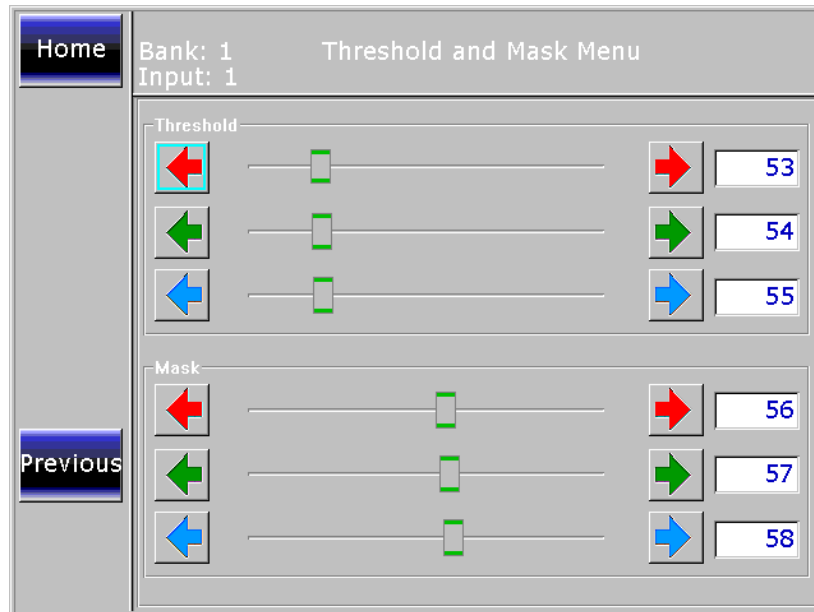 Home
Bank: 1 Threshold and Mask Menu
Input: 1
Threshold
53
54
55
Mask
56
Previous
57
58